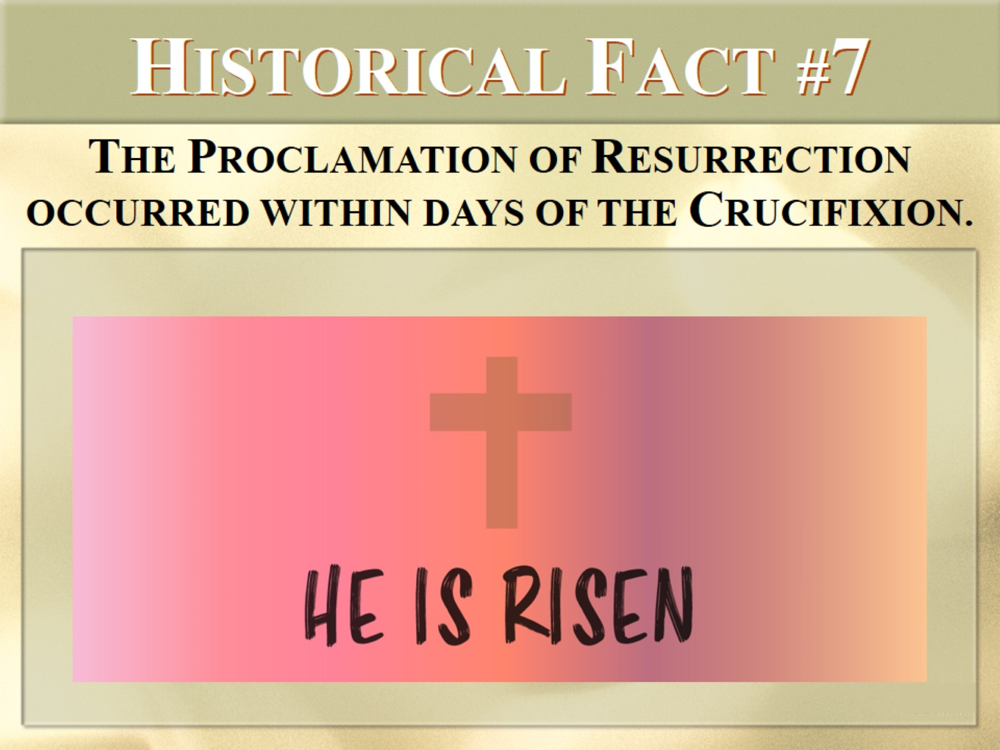 HISTORICAL FACT #7
THE PROCLAMATION OF RESURRECTION
OCCURRED WITHIN DAYS OF THE CRUCIFIXION.
HE IS RISEN